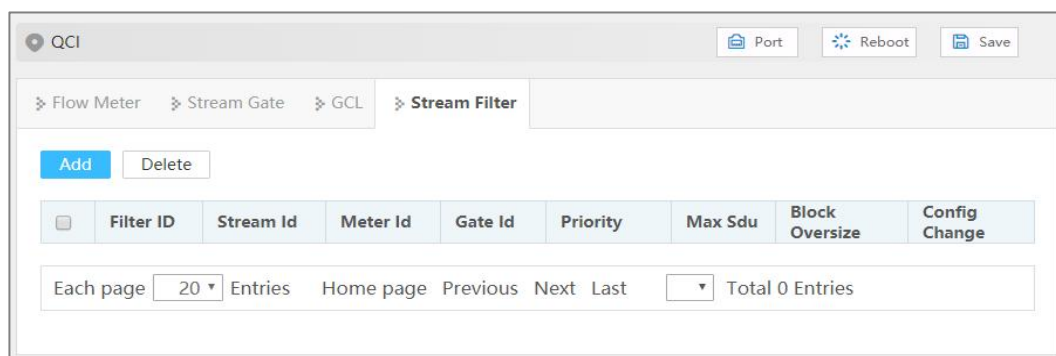 QCI Port Reboot Save
Flow Meter Stream Gate GCL Stream Filter
Add Delete
Filter ID Stream Id Meter Id Gate Id Priority Max Sdu Block Oversize Config Change
Each page 20 Entries Home page Previous Next Last Total 0 Entries